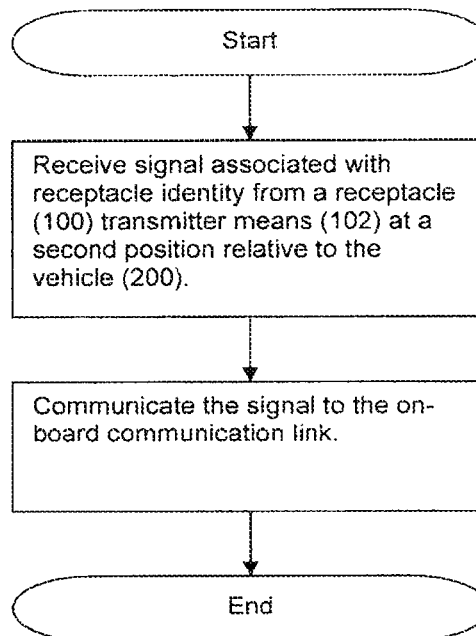 Start
Receive signal associated with
receptacle identity from a receptacle
(100) transmitter means (102) at a
second position relative to the
vehicle (200).
Communicate the signal to the on-
board communication link.
End